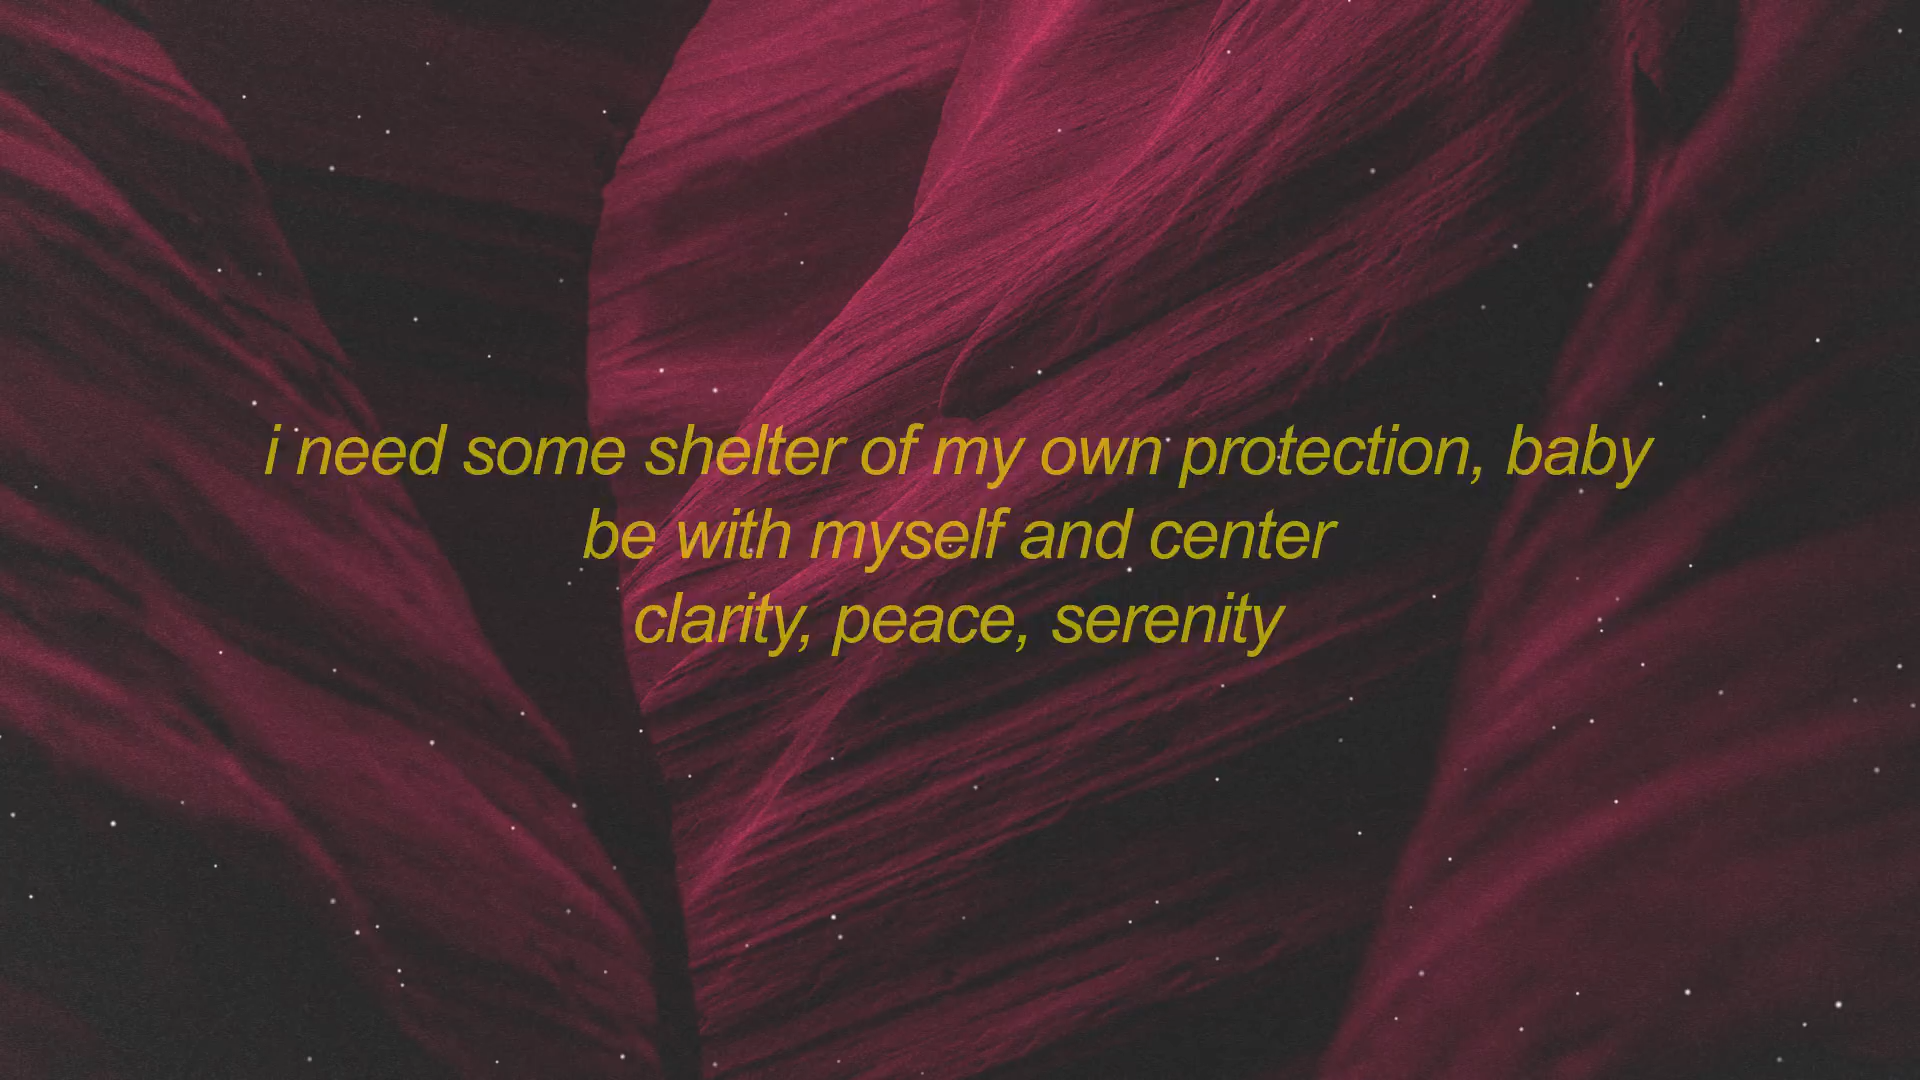 i need some shelter of my own protection, baby
be with myself and center
clarity, peace, serenity